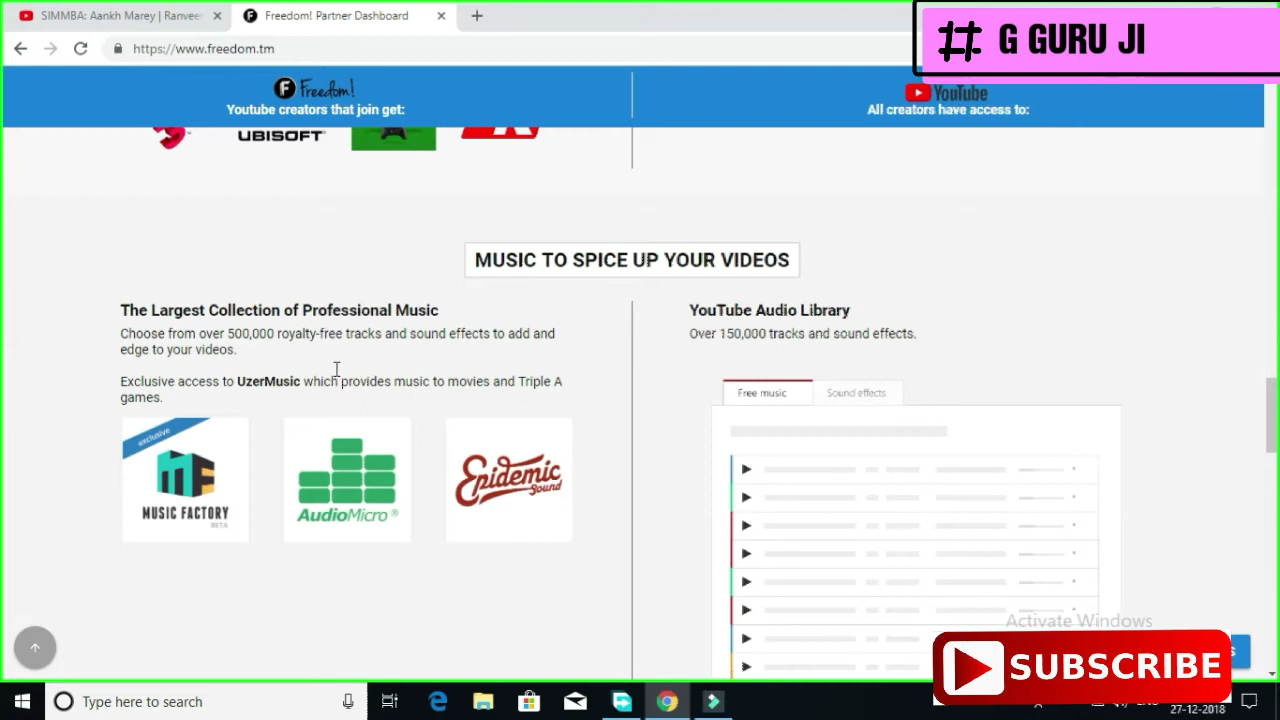 SIMMBA: Aankh Marey | Ranvee
Freedom! Partner Dashboard
# G GURU JI
https://www.freedom.tm
F Freedom!
Youtube creators that join get:
YouTube
All creators have access to:
UBISOFT
MUSIC TO SPICE UP YOUR VIDEOS
The Largest Collection of Professional Music
Choose from over 500,000 royalty-free tracks and sound effects to add and
edge to your videos.
Exclusive access to UzerMusic which provides music to movies and Triple A
games.
exclusive
MUSIC FACTORY
BETA
AudioMicro®
Epidemic
Sound
YouTube Audio Library
Over 150,000 tracks and sound effects.
Free music
Sound effects
Activate Windows
SUBSCRIBE
Type here to search
27-12-2018